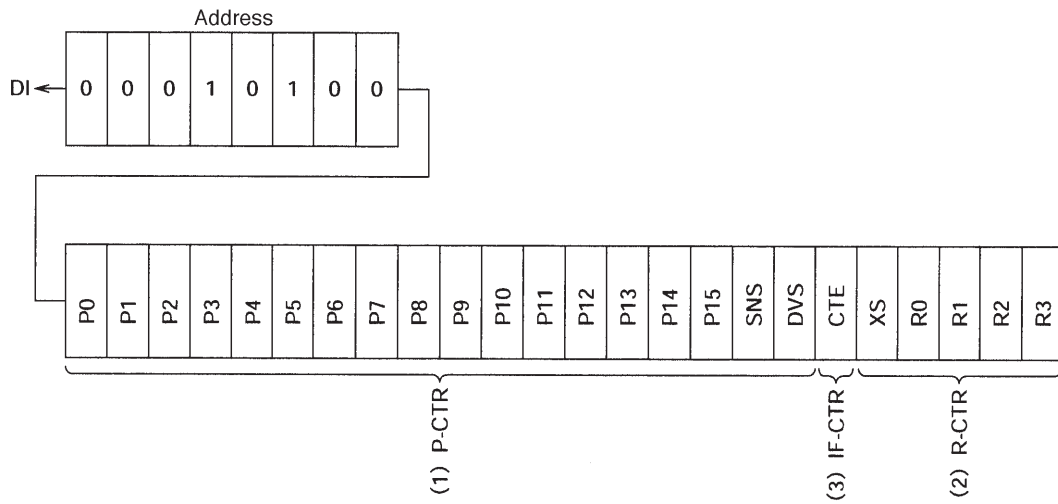 Address
DI 0 0 0 1 0 1 0 0
P0 P1 P2 P3 P4 P5 P6 P7 P8 P9 P10 P11 P12 P13 P14 P15 SNS DVS CTE XS R0 R1 R2 R3
(1) P-CTR (3) IF-CTR (2) R-CTR